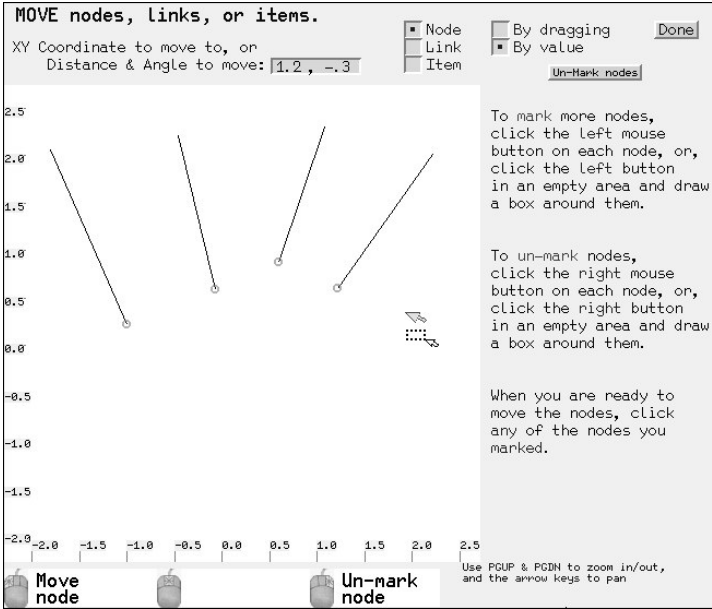 MOVE nodes, links, or items.
XY Coordinate to move to, or
Distance & Angle to move: 1.2 , -.3
Node
Link
Item
By dragging
By value
Done
Un-Mark nodes
2.5
2.0
1.5
1.0
0.5
0.0
-0.5
-1.0
-1.5
-2.0
-2.0 -1.5 -1.0 -0.5 0.0 0.5 1.0 1.5 2.0 2.5
To mark more nodes,
click the left mouse
button on each node, or,
click the left button
in an empty area and draw
a box around them.
To un-mark nodes,
click the right mouse
button on each node, or,
click the right button
in an empty area and draw
a box around them.
When you are ready to
move the nodes, click
any of the nodes you
marked.
Use PGUP & PGDN to zoom in/out,
and the arrow keys to pan
Move
node
Un-mark
node